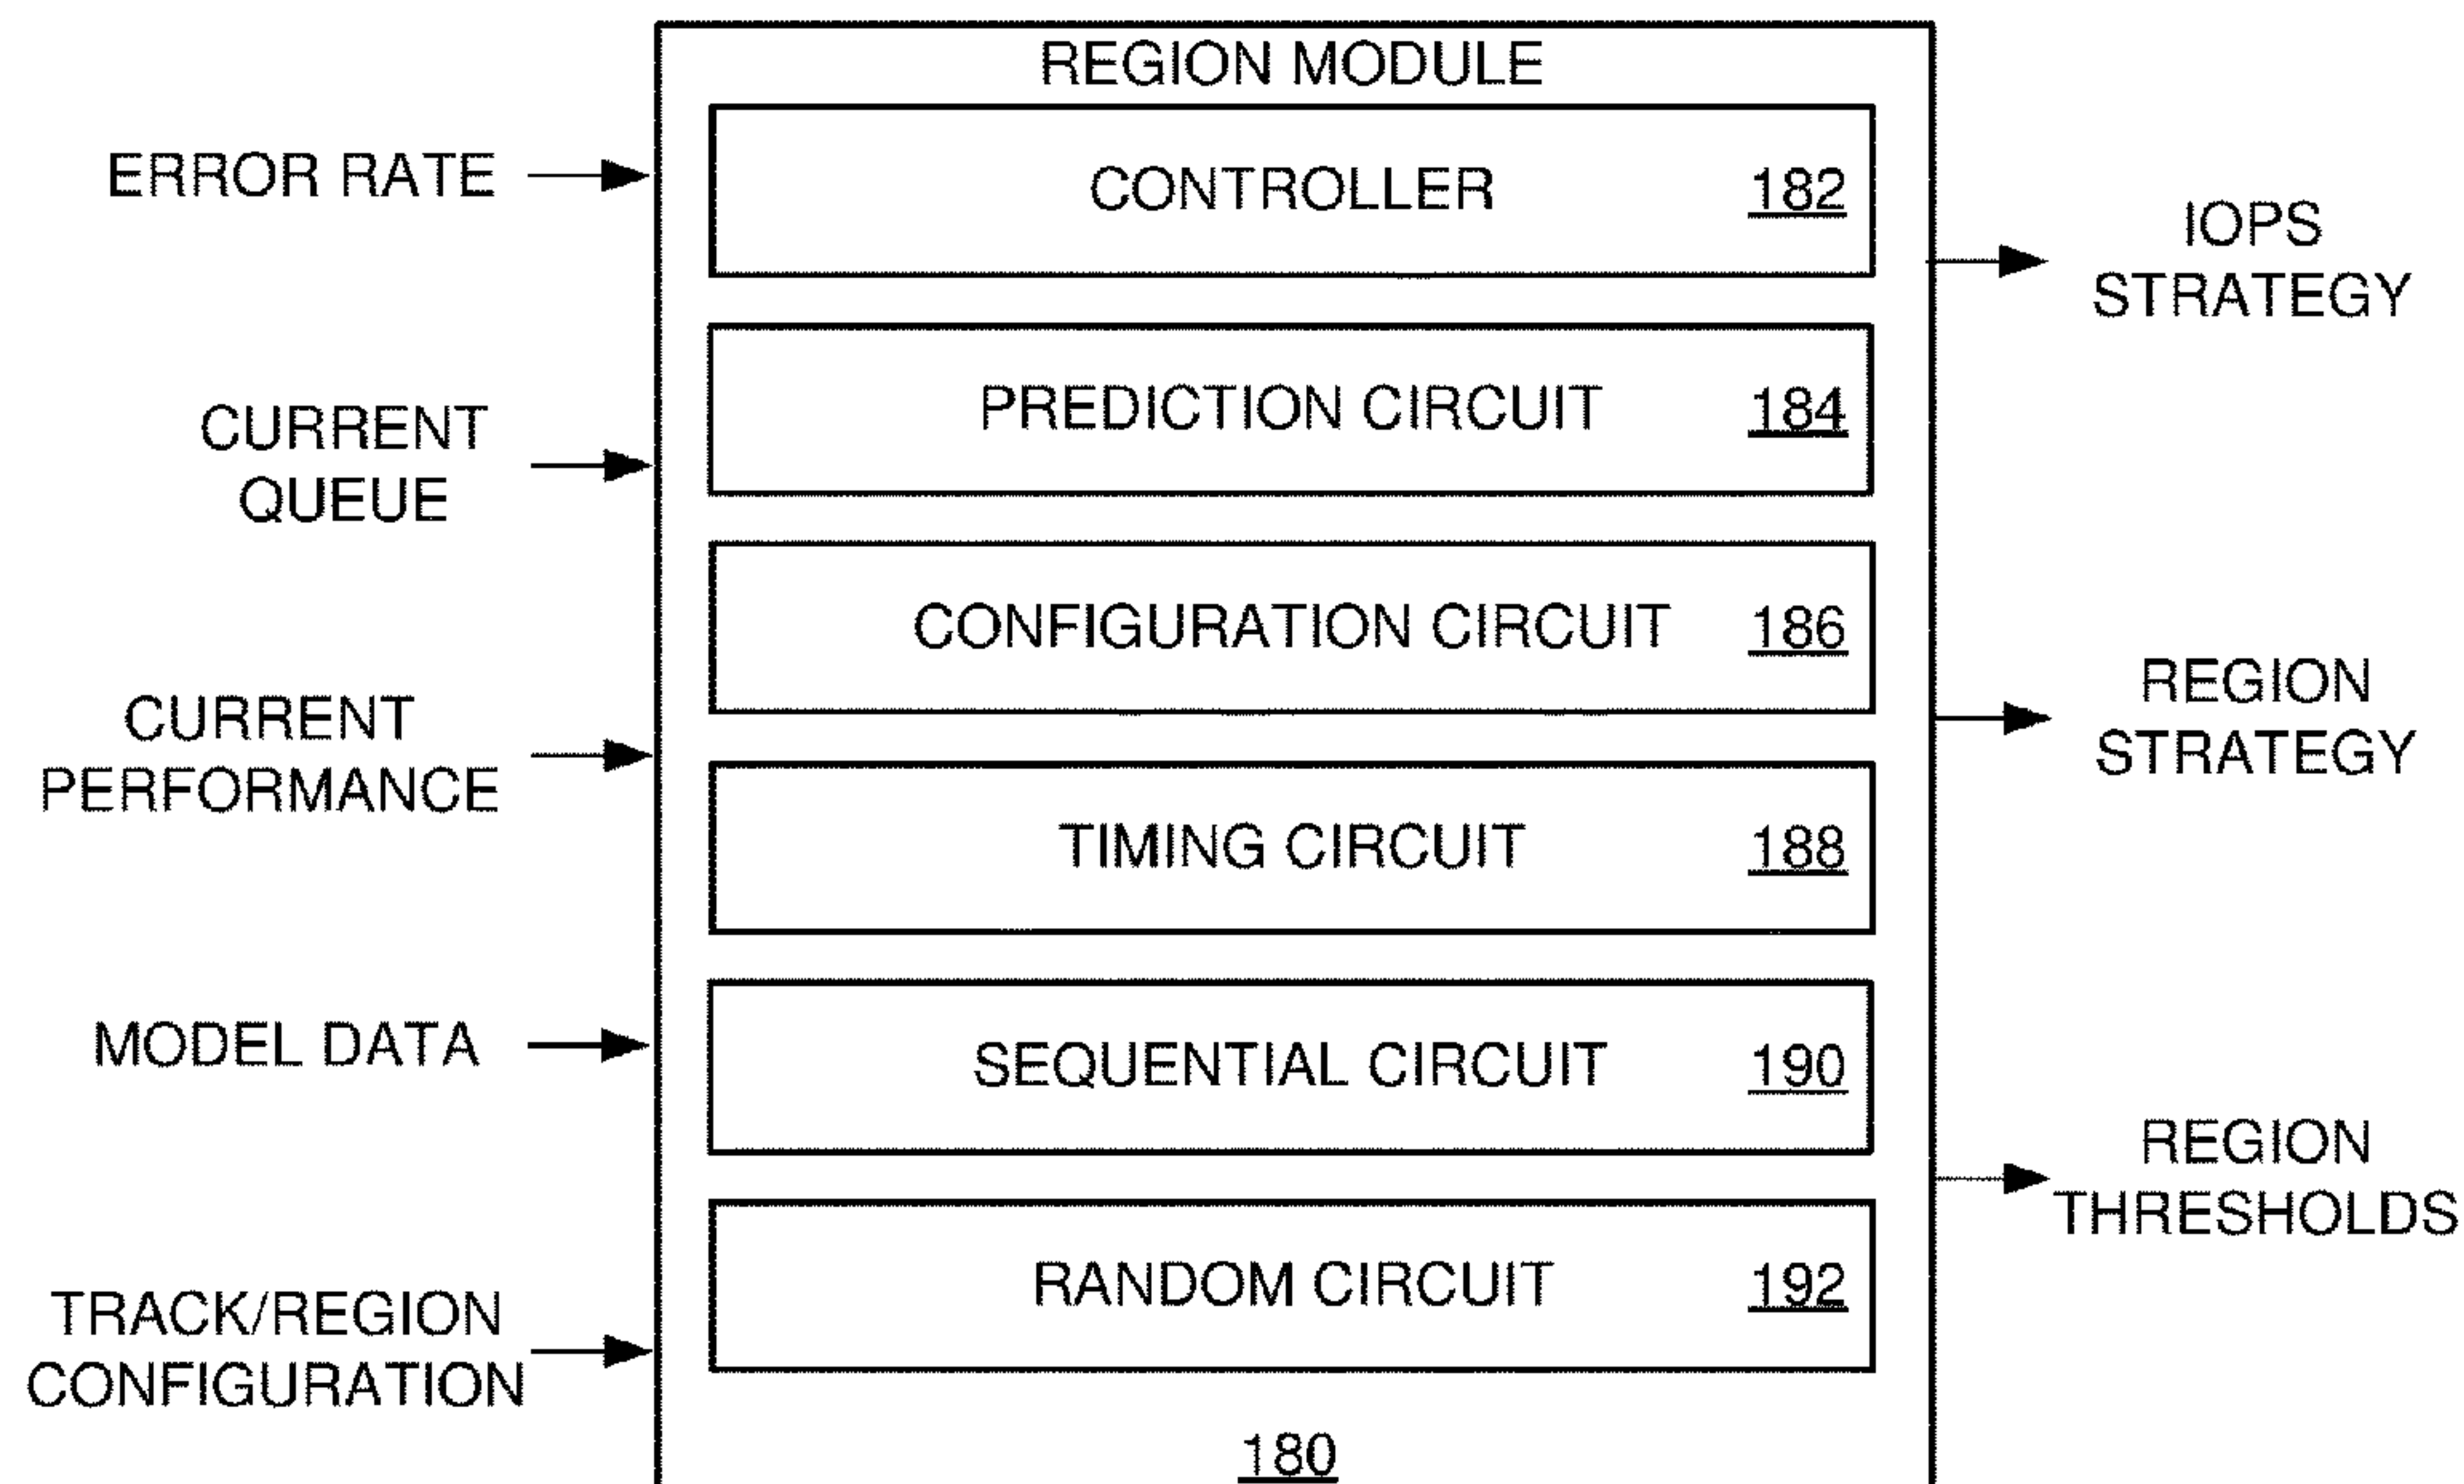 REGION MODULE
ERROR RATE
CURRENT
QUEUE
CURRENT
PERFORMANCE
MODEL DATA
TRACK/REGION
CONFIGURATION
CONTROLLER 182
PREDICTION CIRCUIT 184
CONFIGURATION CIRCUIT 186
TIMING CIRCUIT 188
SEQUENTIAL CIRCUIT 190
RANDOM CIRCUIT 192
180
IOPS
STRATEGY
REGION
STRATEGY
REGION
THRESHOLDS